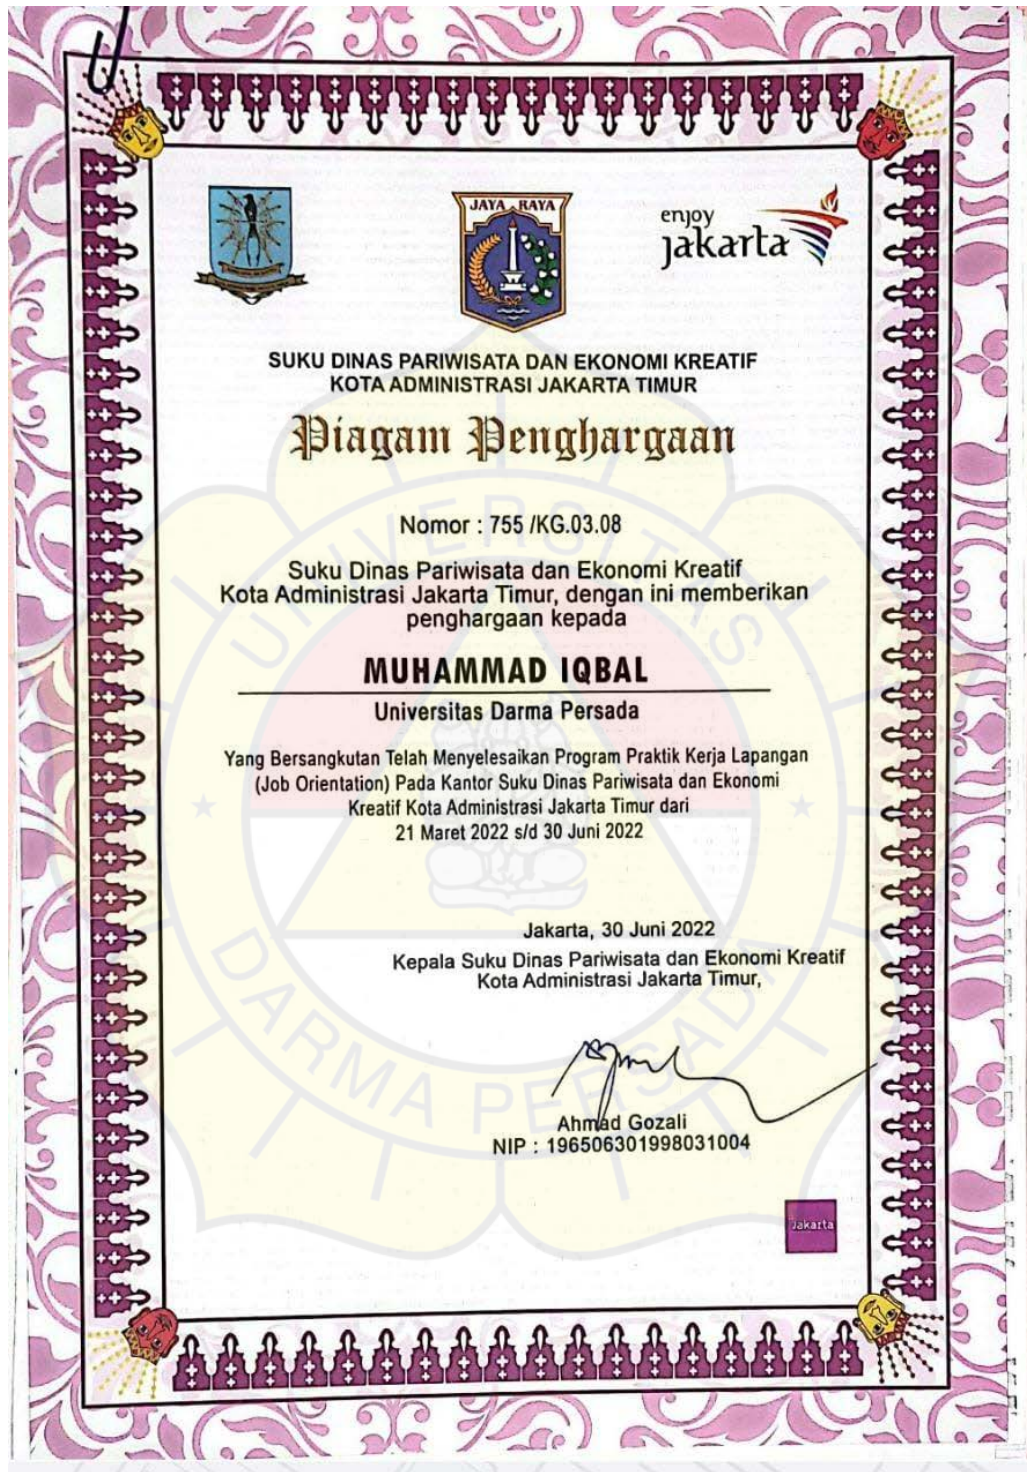 JAYA RAYA
enjoy
jakarta
SUKU DINAS PARIWISATA DAN EKONOMI KREATIF
KOTA ADMINISTRASI JAKARTA TIMUR
Piagam Penghargaan
Nomor : 755 /KG.03.08
Suku Dinas Pariwisata dan Ekonomi Kreatif
Kota Administrasi Jakarta Timur, dengan ini memberikan
penghargaan kepada
MUHAMMAD IQBAL
Universitas Darma Persada
Yang Bersangkutan Telah Menyelesaikan Program Praktik Kerja Lapangan
(Job Orientation) Pada Kantor Suku Dinas Pariwisata dan Ekonomi
Kreatif Kota Administrasi Jakarta Timur dari
21 Maret 2022 s/d 30 Juni 2022
Jakarta, 30 Juni 2022
Kepala Suku Dinas Pariwisata dan Ekonomi Kreatif
Kota Administrasi Jakarta Timur,
Ahmad Gozali
NIP : 196506301998031004
Jakarta
UNIVERSITAS
DARMA PERSADA